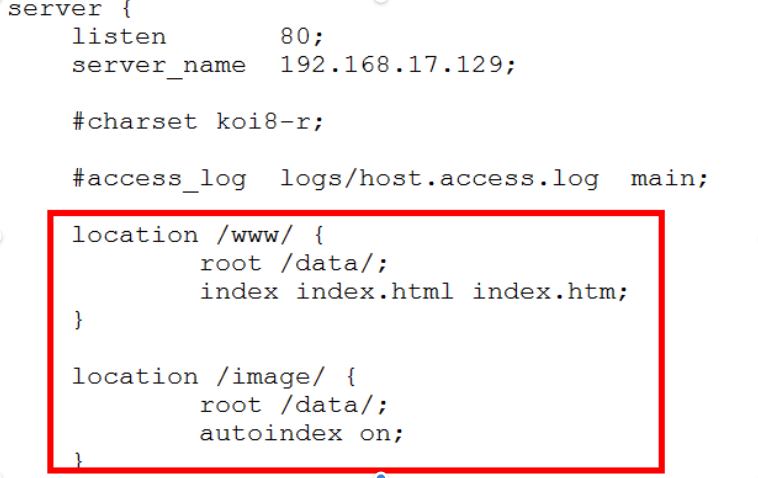 server {
listen 80;
server_name 192.168.17.129;
#charset koi8-r;
#access_log logs/host.access.log main;
location /www/ {
root /data/;
index index.html index.htm;
}
location /image/ {
root /data/;
autoindex on;
}